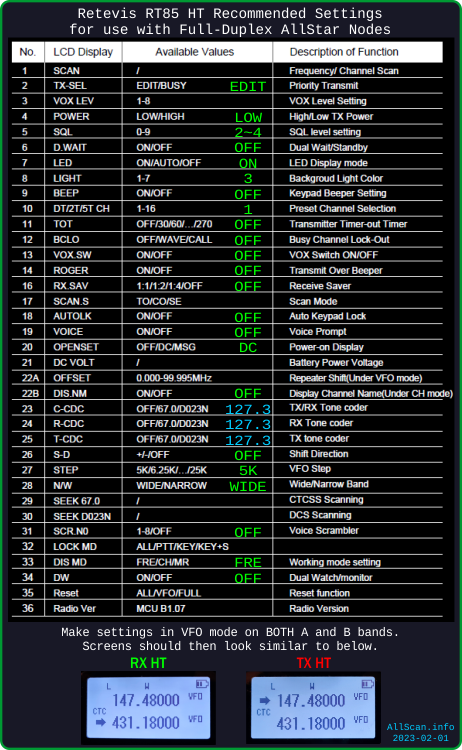 Retevis RT85 HT Recommended Settings
for use with Full-Duplex AllStar Nodes
No. LCD Display Available Values Description of Function
1 SCAN / Frequency/ Channel Scan
2 TX-SEL EDIT/BUSY EDIT Priority Transmit
3 VOX LEV 1-8 VOX Level Setting
4 POWER LOW/HIGH LOW High/Low TX Power
5 SQL 0-9 2~4 SQL level setting
6 D.WAIT ON/OFF OFF Dual Wait/Standby
7 LED ON/AUTO/OFF ON LED Display mode
8 LIGHT 1-7 3 Backgroud Light Color
9 BEEP ON/OFF OFF Keypad Beeper Setting
10 DT/2T/5T CH 1-16 1 Preset Channel Selection
11 TOT OFF/30/60/…/270 OFF Transmitter Timer-out Timer
12 BCLO OFF/WAVE/CALL OFF Busy Channel Lock-Out
13 VOX.SW ON/OFF OFF VOX Switch ON/OFF
14 ROGER ON/OFF OFF Transmit Over Beeper
16 RX.SAV 1:1/1:2/1:4/OFF OFF Receive Saver
17 SCAN.S TO/CO/SE Scan Mode
18 AUTOLK ON/OFF OFF Auto Keypad Lock
19 VOICE ON/OFF OFF Voice Prompt
20 OPENSET OFF/DC/MSG DC Power-on Display
21 DC VOLT / Battery Power Voltage
22A OFFSET 0.000-99.995MHz Repeater Shift(Under VFO mode)
22B DIS.NM ON/OFF OFF Display Channel Name(Under CH mode)
23 C-CDC OFF/67.0/D023N 127.3 TX/RX Tone coder
24 R-CDC OFF/67.0/D023N 127.3 RX Tone coder
25 T-CDC OFF/67.0/D023N 127.3 TX tone coder
26 S-D +/-/OFF OFF Shift Direction
27 STEP 5K/6.25K/…/25K 5K VFO Step
28 N/W WIDE/NARROW WIDE Wide/Narrow Band
29 SEEK 67.0 / CTCSS Scanning
30 SEEK D023N / DCS Scanning
31 SCR.N0 1-8/OFF OFF Voice Scrambler
32 LOCK MD ALL/PTT/KEY/KEY+S
33 DIS MD FRE/CH/MR FRE Working mode setting
34 DW ON/OFF OFF Dual Watch/monitor
35 Reset ALL/VFO/FULL Reset function
36 Radio Ver MCU B1.07 Radio Version
Make settings in VFO mode on BOTH A and B bands.
Screens should then look similar to below.
RX HT TX HT
L W
147.48000 VFO
CTC
431.18000 VFO
L W
147.48000 VFO
CTC
431.18000 VFO
AllScan.info
2023-02-01